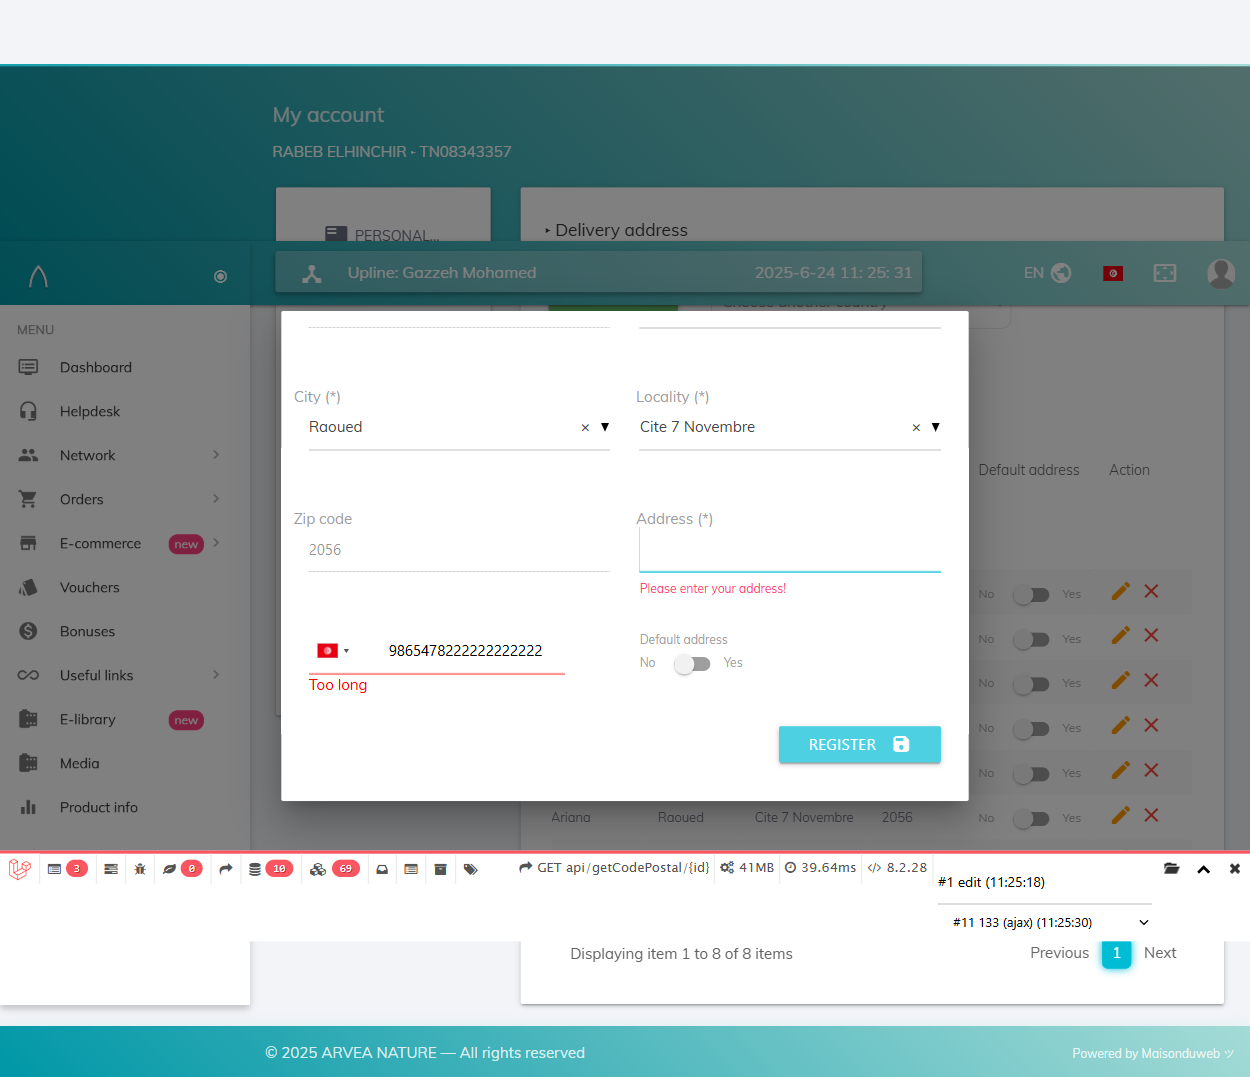 My account
RABEB ELHINCHIR - TN08343357
PERSONAL...
Delivery address
Upline: Gazzeh Mohamed
2025-6-24 11: 25: 31
EN
Choose another country
MENU
Dashboard
Helpdesk
Network
Orders
E-commerce new
Vouchers
Bonuses
Useful links
E-library new
Media
Product info
City (*)
Locality (*)
Raoued × ▼
Cite 7 Novembre × ▼
Zip code
Address (*)
2056
Please enter your address!
9865478222222222222
Too long
Default address
No Yes
REGISTER
Default address Action
No Yes
No Yes
No Yes
No Yes
No Yes
Ariana Raoued Cite 7 Novembre 2056 No Yes
3 0 10 69 GET api/getCodePostal/{id} 41MB 39.64ms 8.2.28
#1 edit (11:25:18)
#11 133 (ajax) (11:25:30)
Displaying item 1 to 8 of 8 items
Previous 1 Next
© 2025 ARVEA NATURE — All rights reserved
Powered by Maisonduweb ツ